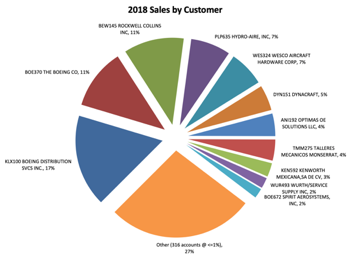 2018 Sales by Customer
BEW145 ROCKWELL COLLINS
INC, 11%
PLP635 HYDRO-AIRE, INC, 7%
WES324 WESCO AIRCRAFT
HARDWARE CORP, 7%
BOE370 THE BOEING CO, 11%
DYN151 DYNACRAFT, 5%
ANI192 OPTIMAS OE
SOLUTIONS LLC, 4%
TMM275 TALLERES
MECANICOS MONSERRAT, 4%
KLX100 BOEING DISTRIBUTION
SVCS INC., 17%
KEN592 KENWORTH
MEXICANA,SA DE CV, 3%
WUR493 WURTH/SERVICE
SUPPLY INC, 2%
BOE672 SPIRIT AEROSYSTEMS,
INC, 2%
Other (316 accounts @ <=1%),
27%